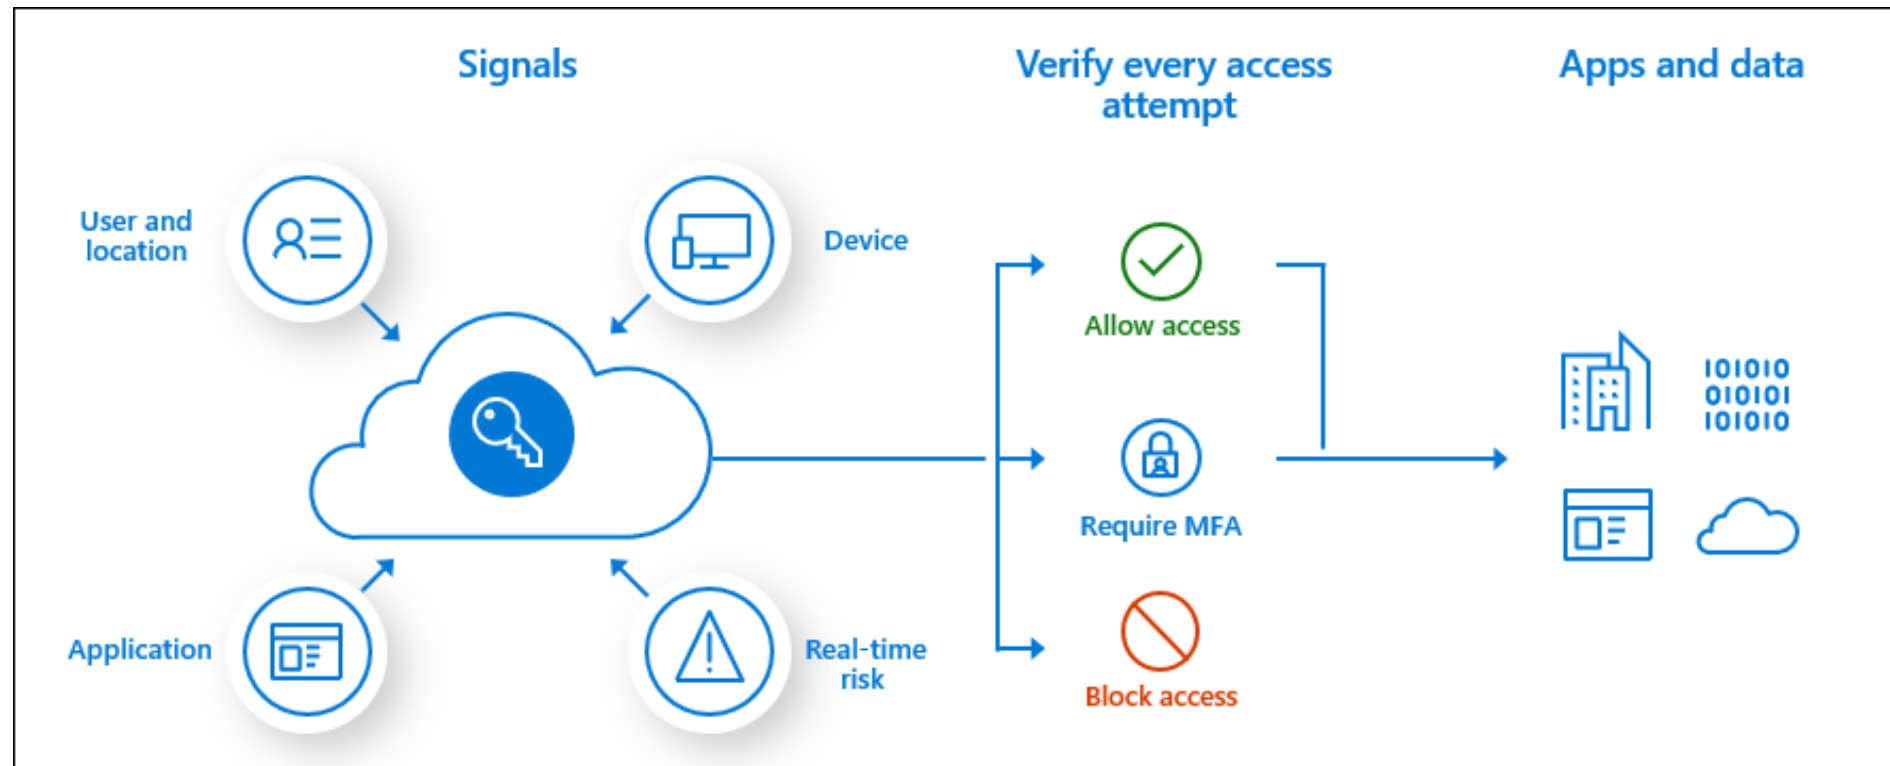 Signals
Verify every access
attempt
Apps and data
User and
location
Device
Allow access
101010
010101
101010
Require MFA
Application
Real-time
risk
Block access